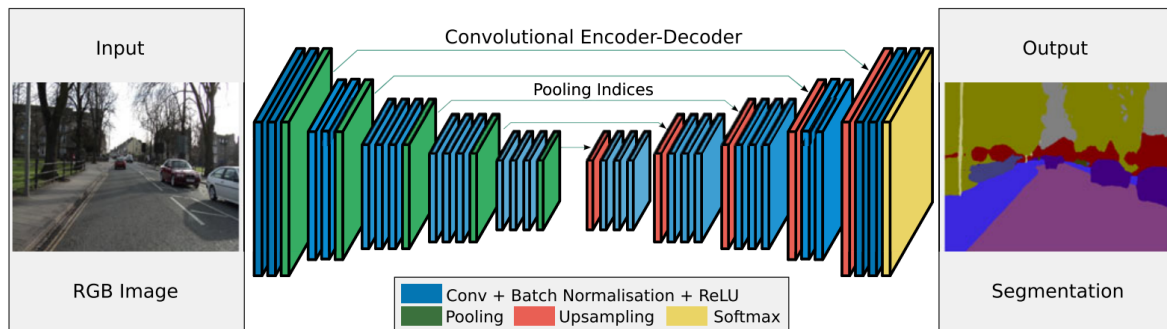 Input
RGB Image
Convolutional Encoder-Decoder
Pooling Indices
Conv + Batch Normalisation + ReLU
Pooling Upsampling Softmax
Output
Segmentation